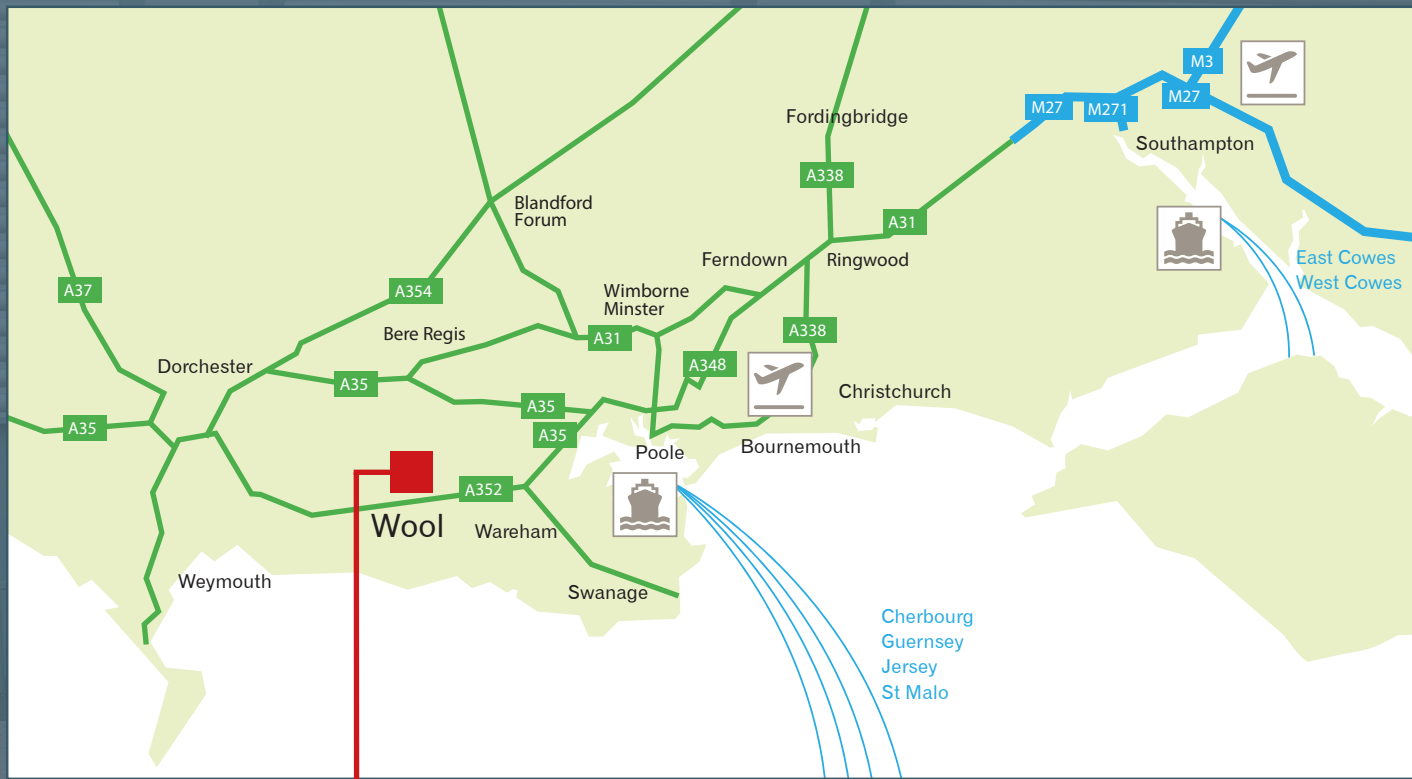 M3
M27
M271
M27
Fordingbridge
Southampton
A338
Blandford
Forum
A31
Ferndown
Ringwood
East Cowes
West Cowes
A37
A354
Wimborne
Minster
Bere Regis
A31
A338
Dorchester
A348
A35
Christchurch
A35
A35
A35
Poole
Bournemouth
A352
Wool
Wareham
Weymouth
Swanage
Cherbourg
Guernsey
Jersey
St Malo